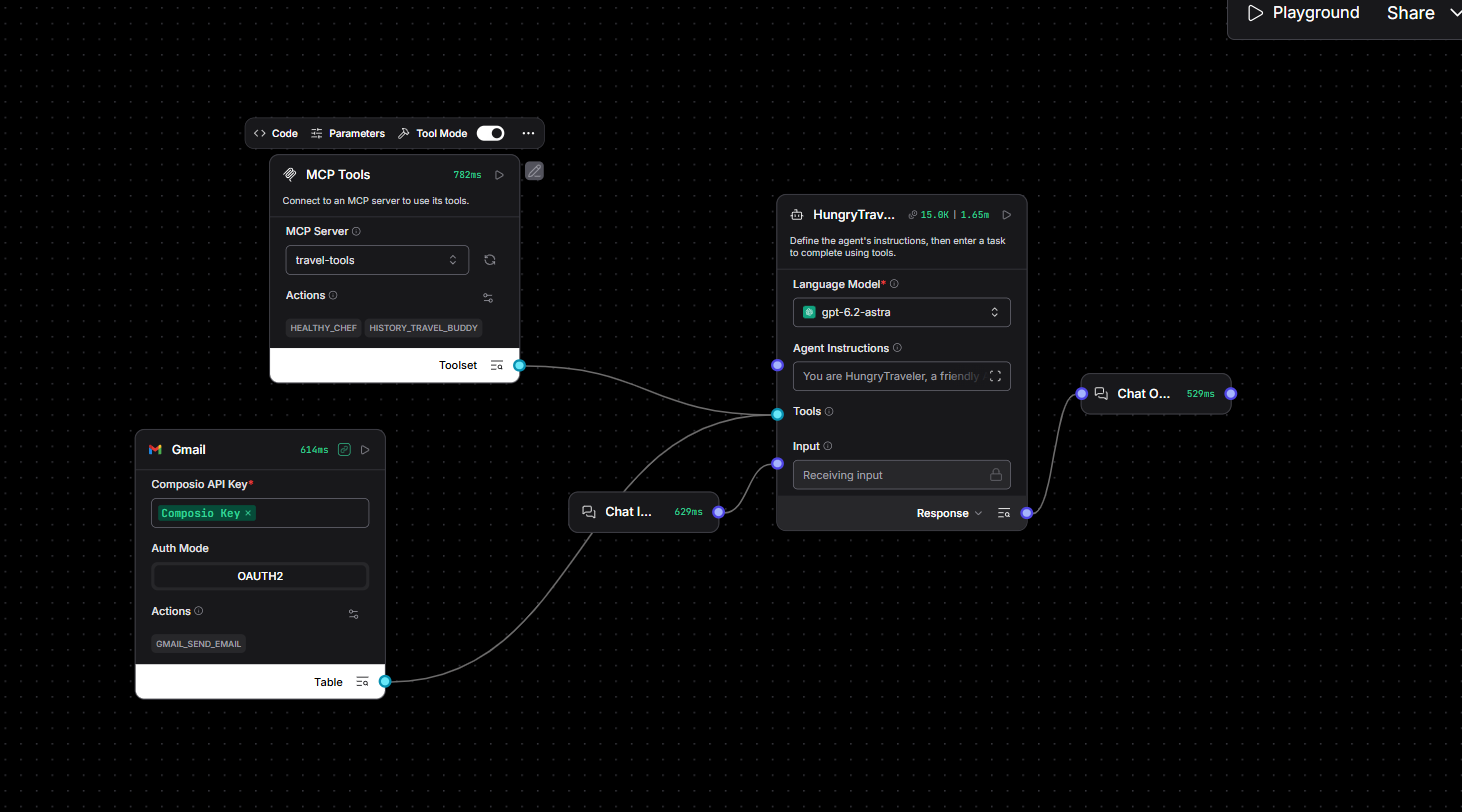 Playground Share
Code Parameters Tool Mode
MCP Tools 782ms
Connect to an MCP server to use its tools.
MCP Server
travel-tools
Actions
HEALTHY_CHEF HISTORY_TRAVEL_BUDDY
Toolset
Gmail 614ms
Composio API Key*
Composio Key ×
Auth Mode
OAUTH2
Actions
GMAIL_SEND_EMAIL
Table
Chat I... 629ms
HungryTrav... 15.0K | 1.65m
Define the agent's instructions, then enter a task
to complete using tools.
Language Model*
gpt-6.2-astra
Agent Instructions
You are HungryTraveler, a friendly
Tools
Input
Receiving input
Response
Chat O... 529ms